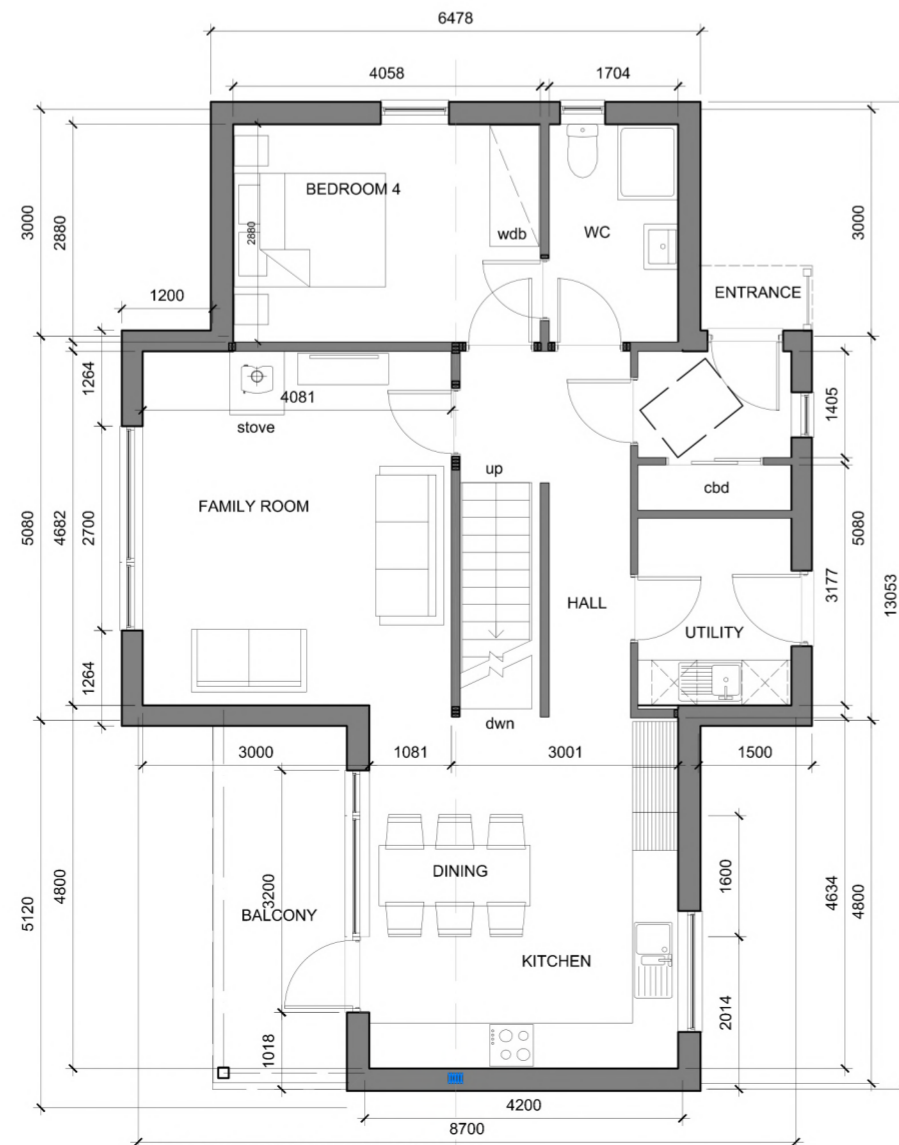 6478
4058
1704
BEDROOM 4
2880
wdb
WC
3000
2880
3000
ENTRANCE
1200
1264
4081
stove
1405
up
cbd
FAMILY ROOM
5080
4682
2700
5080
3177
13053
HALL
UTILITY
1264
dwn
3000
1081
3001
1500
DINING
1600
3200
BALCONY
4800
5120
4634
4800
KITCHEN
2014
1018
4200
8700